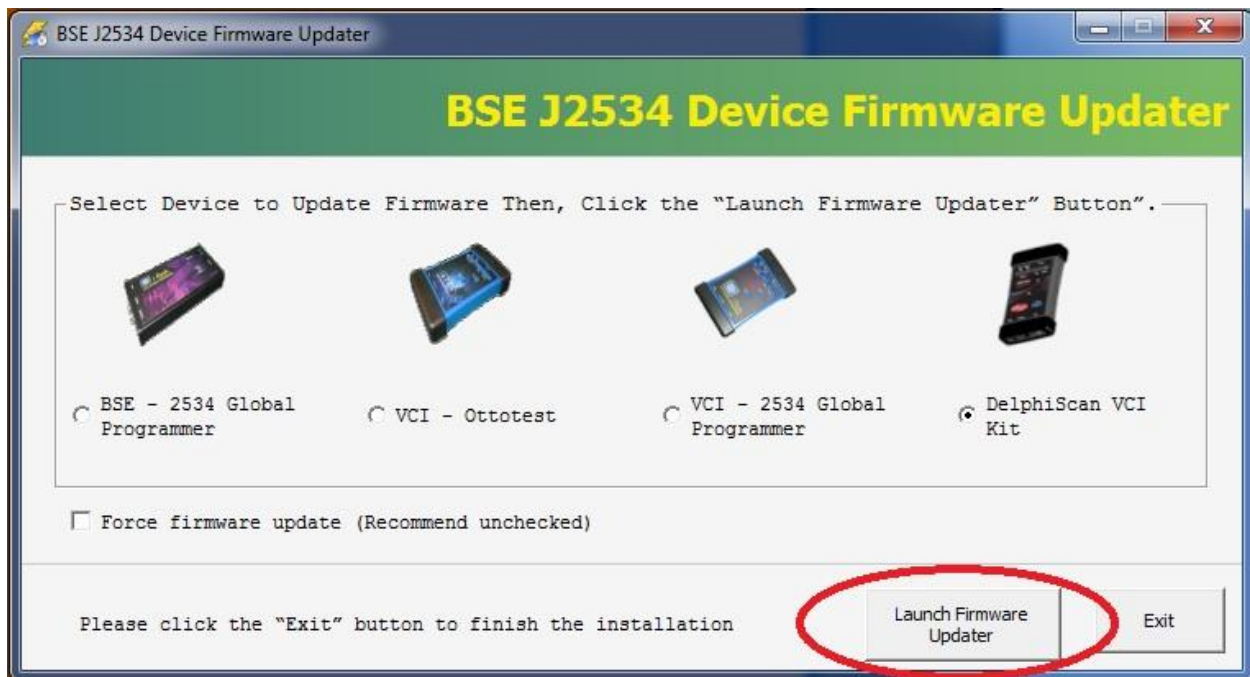 BSE J2534 Device Firmware Updater
BSE J2534 Device Firmware Updater
Select Device to Update Firmware Then, Click the “Launch Firmware Updater” Button”.
BSE - 2534 Global
Programmer
VCI - Ottotest
VCI - 2534 Global
Programmer
DelphiScan VCI
Kit
Force firmware update (Recommend unchecked)
Please click the “Exit” button to finish the installation
Launch Firmware
Updater
Exit